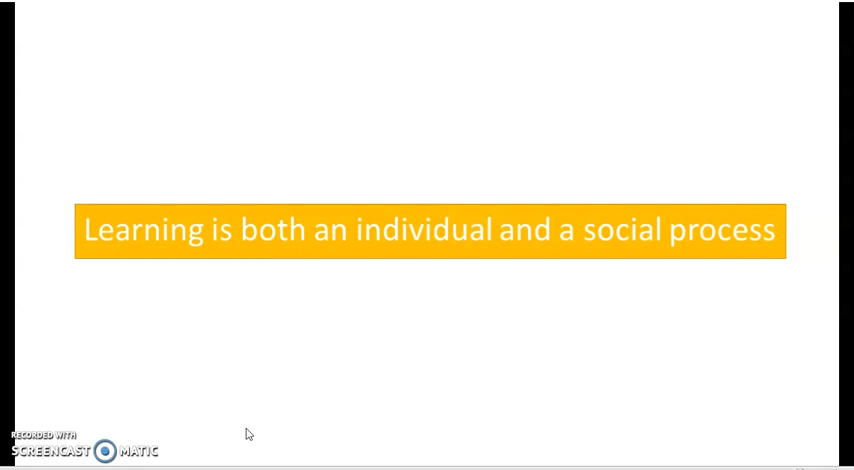 Learning is both an individual and a social process
RECORDED WITH
SCREENCAST MATIC